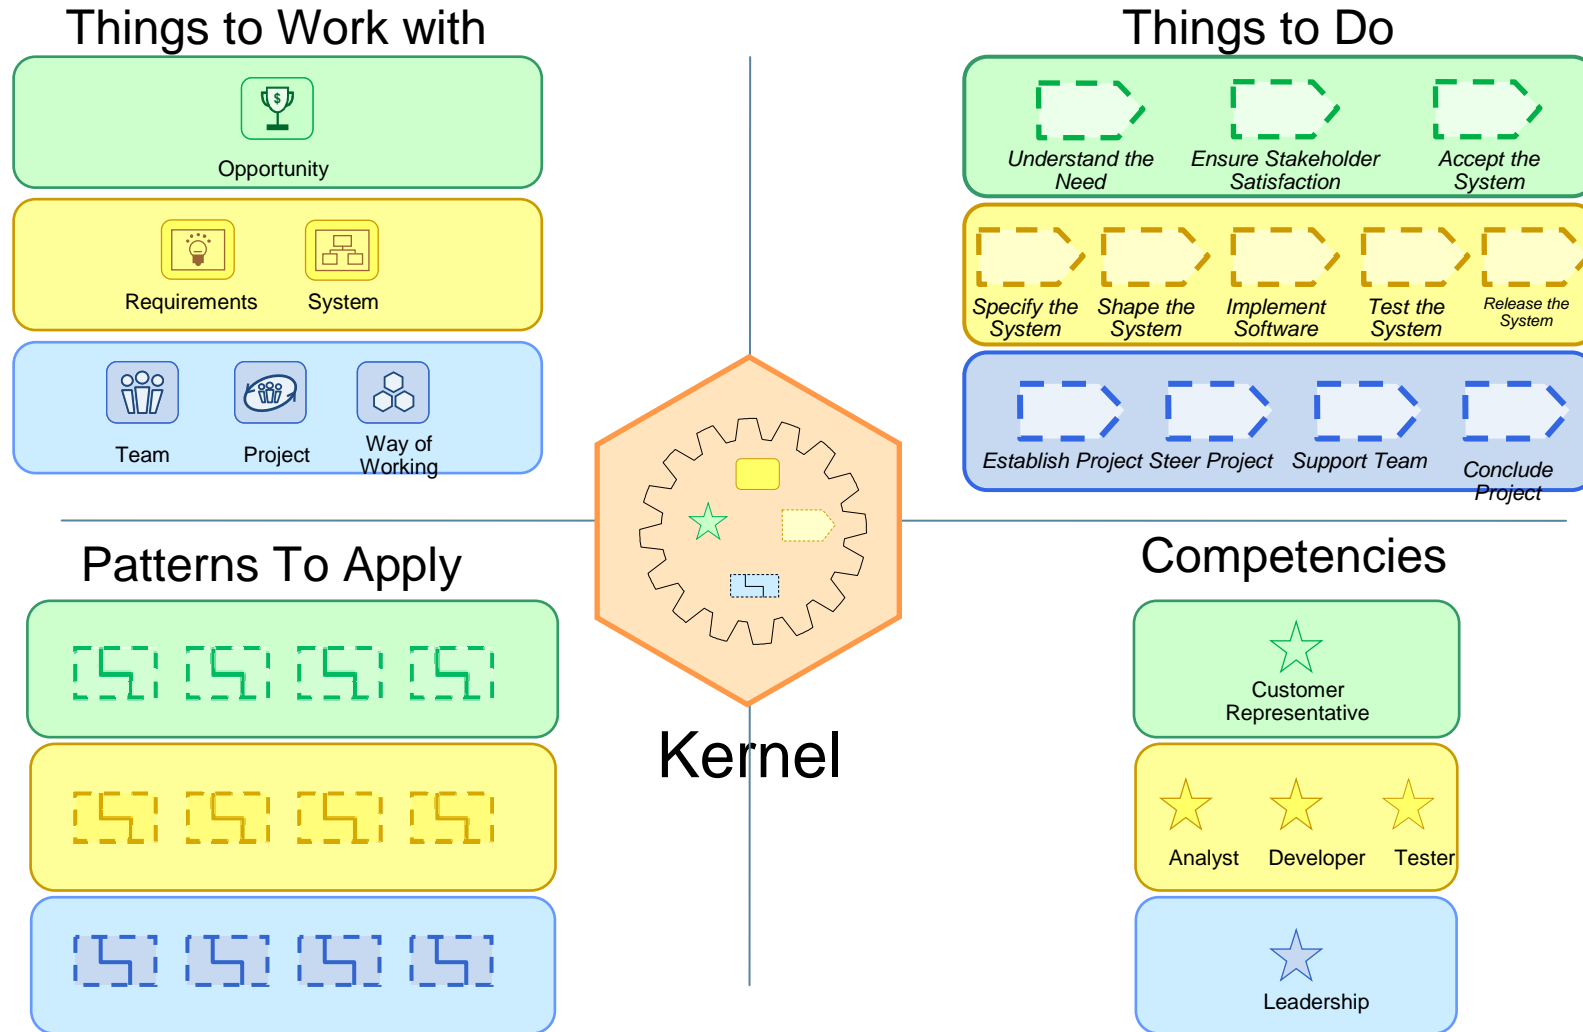 Things to Work with
$
Opportunity
Requirements
System
Team
Project
Way of
Working
Things to Do
Understand the
Need
Ensure Stakeholder
Satisfaction
Accept the
System
Specify the
System
Shape the
System
Implement
Software
Test the
System
Release the
System
Establish Project
Steer Project
Support Team
Conclude
Project
Kernel
Patterns To Apply
Competencies
Customer
Representative
Analyst
Developer
Tester
Leadership